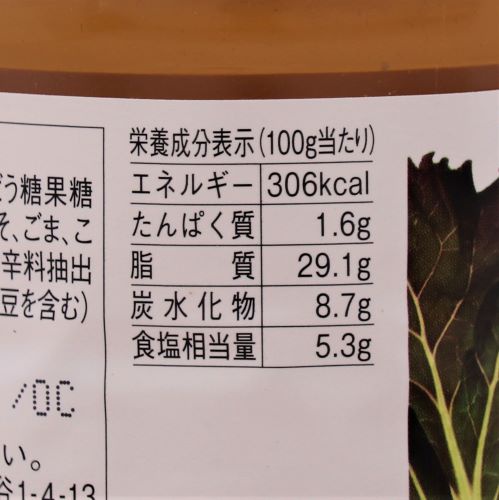 ぼう糖果糖
そ、ごま、こ
辛料抽出
豆を含む)
/OC
い。
谷1-4-13
栄養成分表示(100g当たり)
エネルギー 306kcal
たんぱく質 1.6g
脂質 29.1g
炭水化物 8.7g
食塩相当量 5.3g